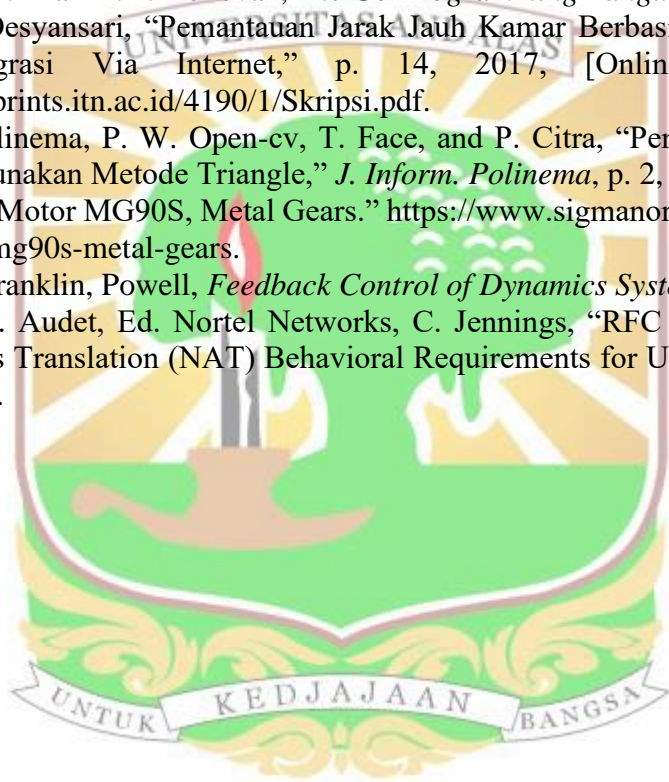 Desyansari, “Pemantauan Jarak Jauh Kamar Berbasi
UNIVERSITAS ANDALAS
grasi Via Internet,” p. 14, 2017, [Onlin
prints.itn.ac.id/4190/1/Skripsi.pdf.
linema, P. W. Open-cv, T. Face, and P. Citra, “Per
unakan Metode Triangle,” J. Inform. Polinema, p. 2,
Motor MG90S, Metal Gears.” https://www.sigmanor
mg90s-metal-gears.
ranklin, Powell, Feedback Control of Dynamics Syst
. Audet, Ed. Nortel Networks, C. Jennings, “RFC
s Translation (NAT) Behavioral Requirements for U
.
UNTUK KEDJAJAAN BANGSA